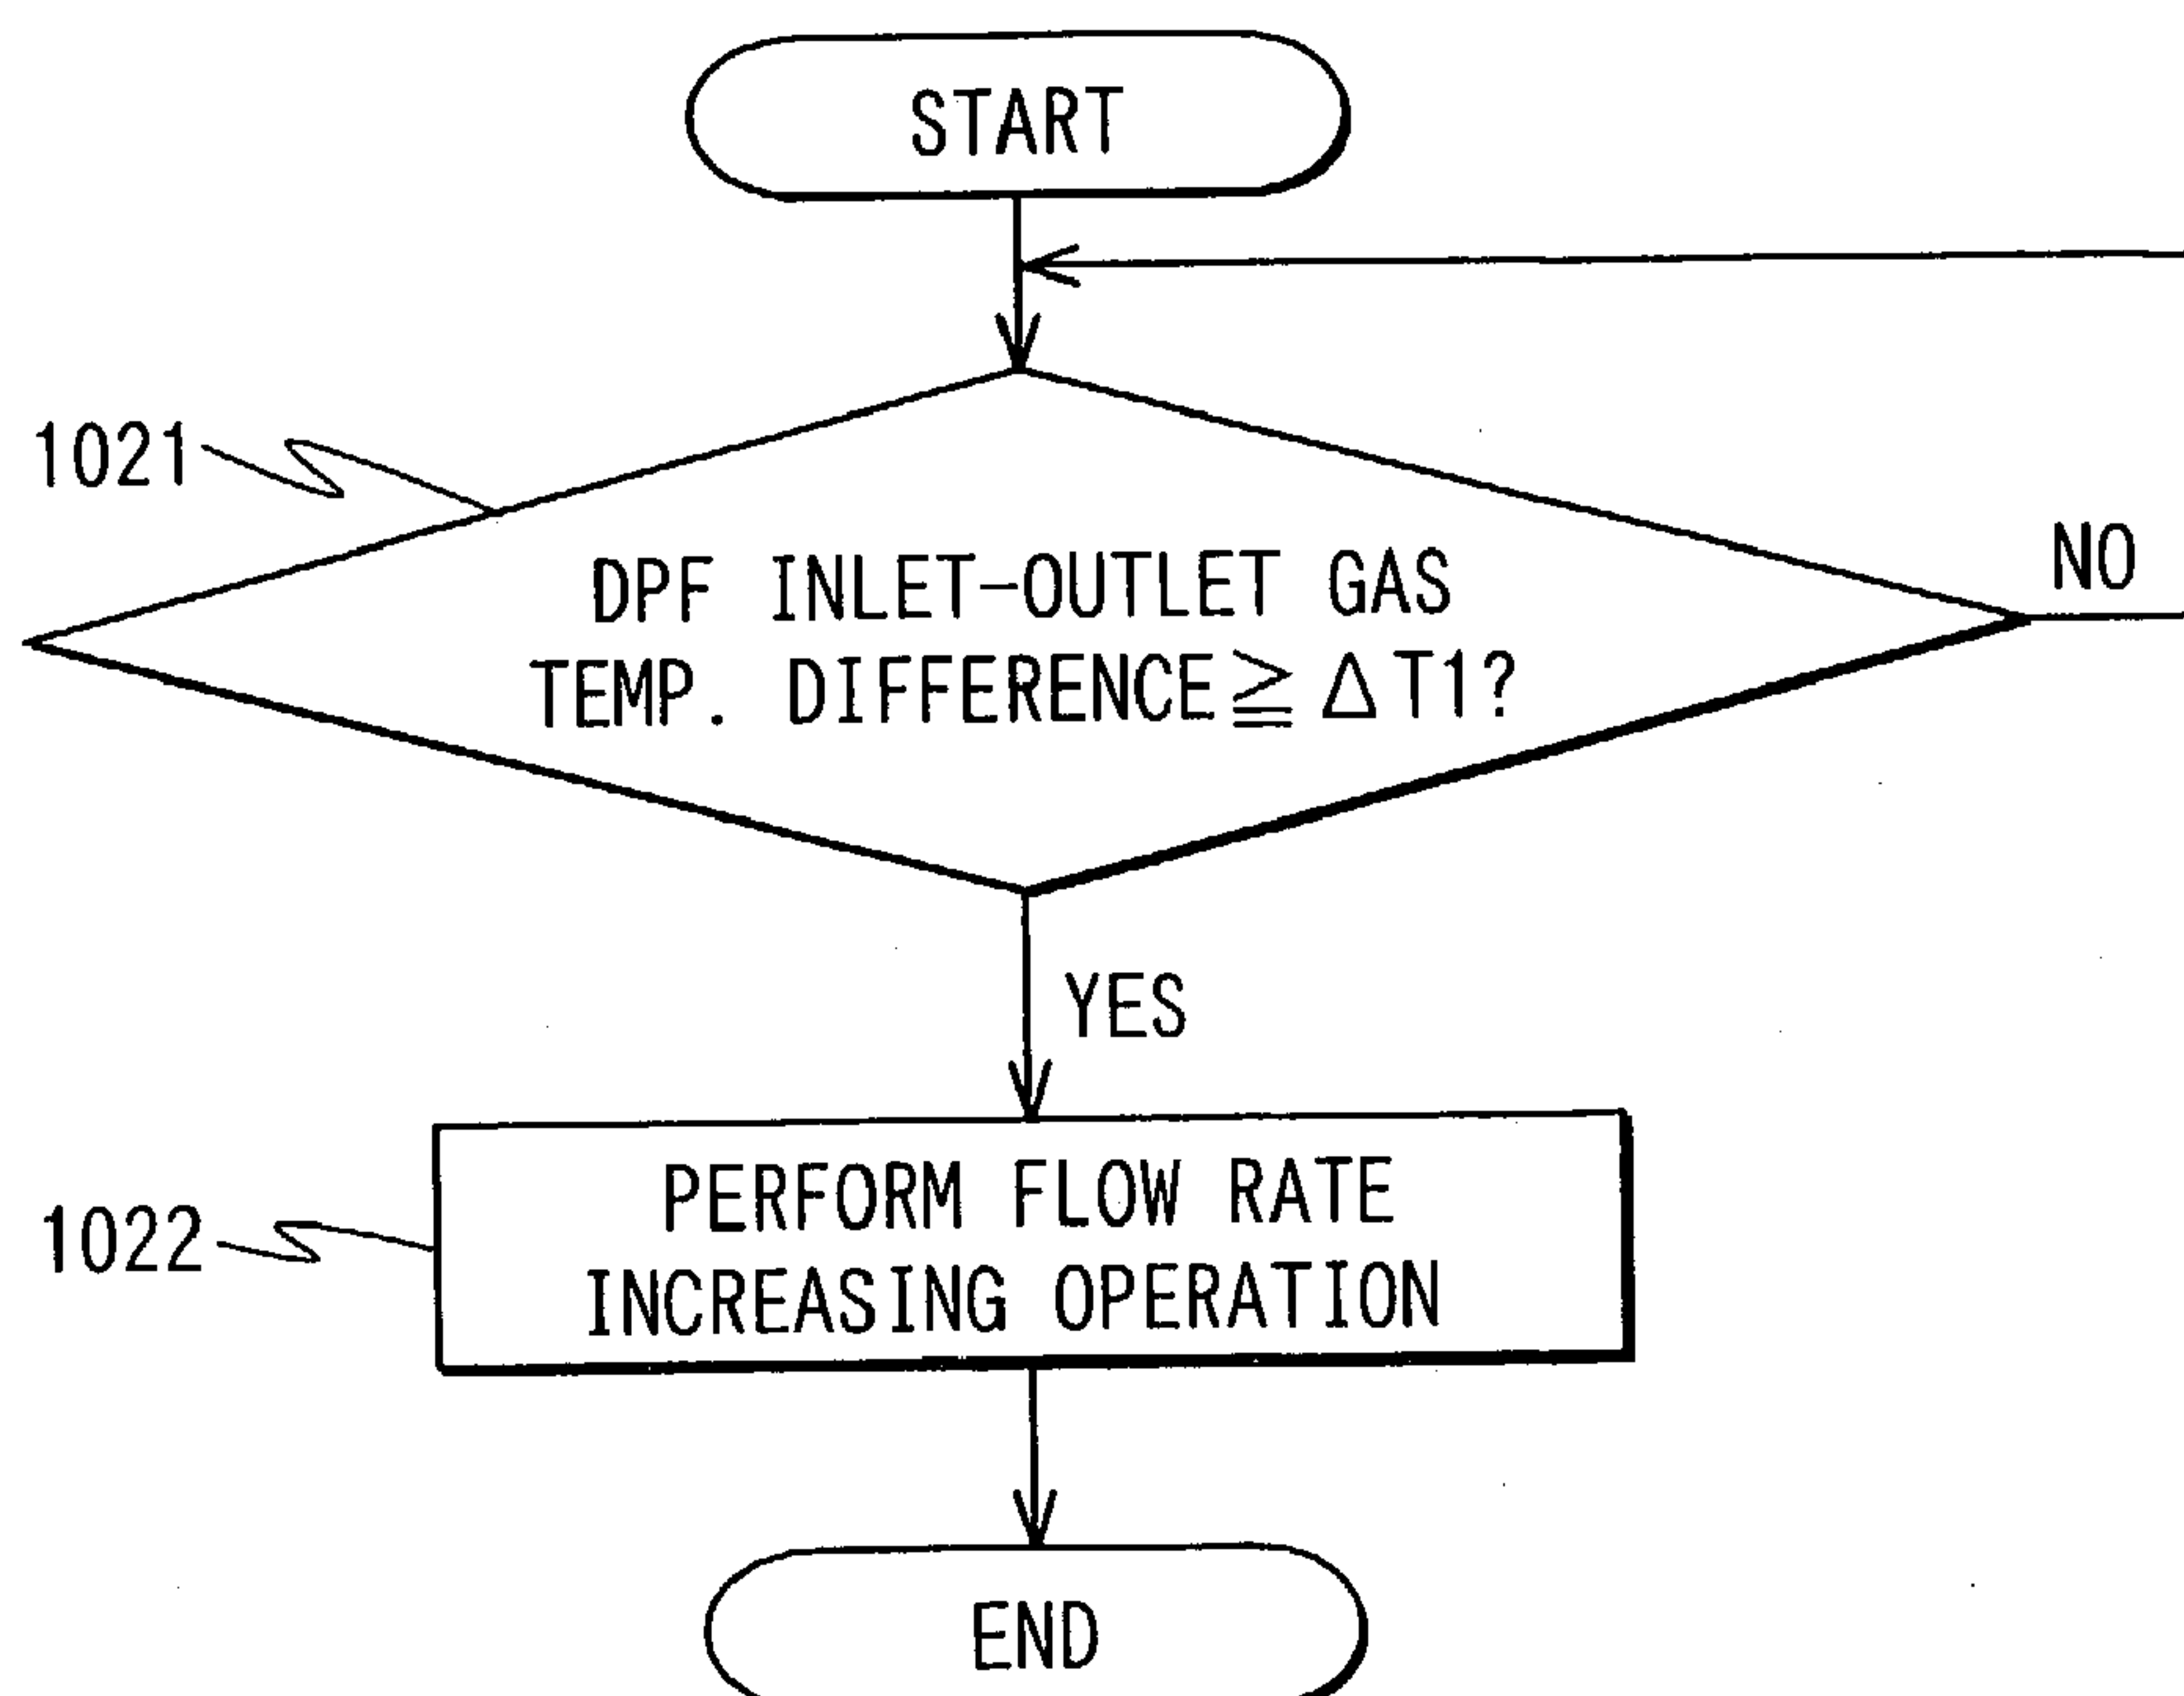 START
1021
DPF INLET-OUTLET GAS
TEMP. DIFFERENCE≧ΔT1?
NO
YES
1022
PERFORM FLOW RATE
INCREASING OPERATION
END